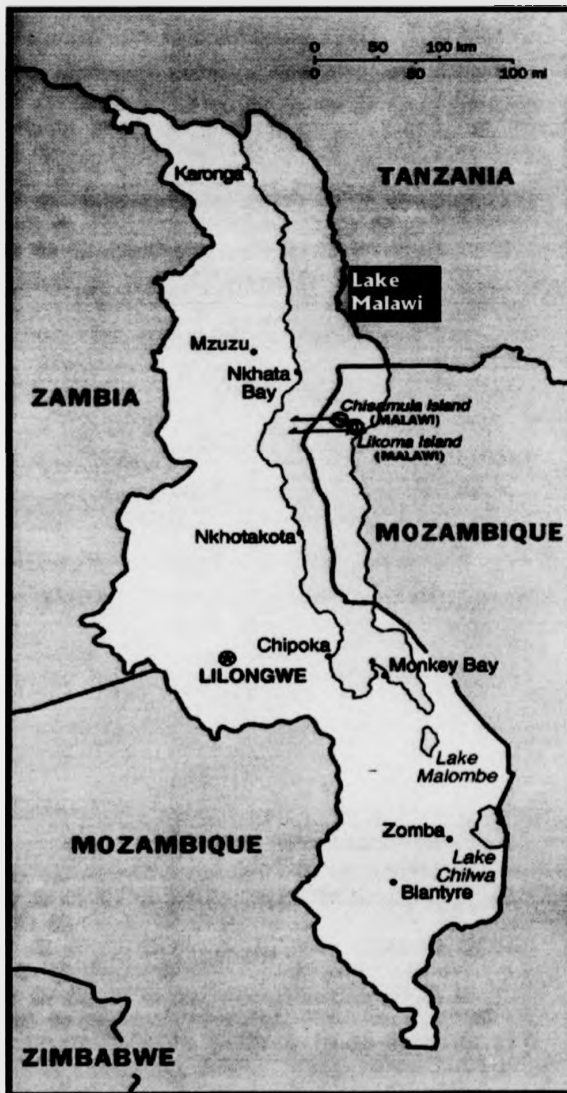 0 50 100 km
0 50 100 mi
Karonga
TANZANIA
Lake
Malawi
Mzuzu
Nkhata
Bay
ZAMBIA
Chisamula Island
(MALAWI)
Likoma Island
(MALAWI)
MOZAMBIQUE
Nkhotakota
Chipoka
LILONGWE
Monkey Bay
Lake
Malombe
MOZAMBIQUE
Zomba
Lake
Chilwa
Blantyre
ZIMBABWE